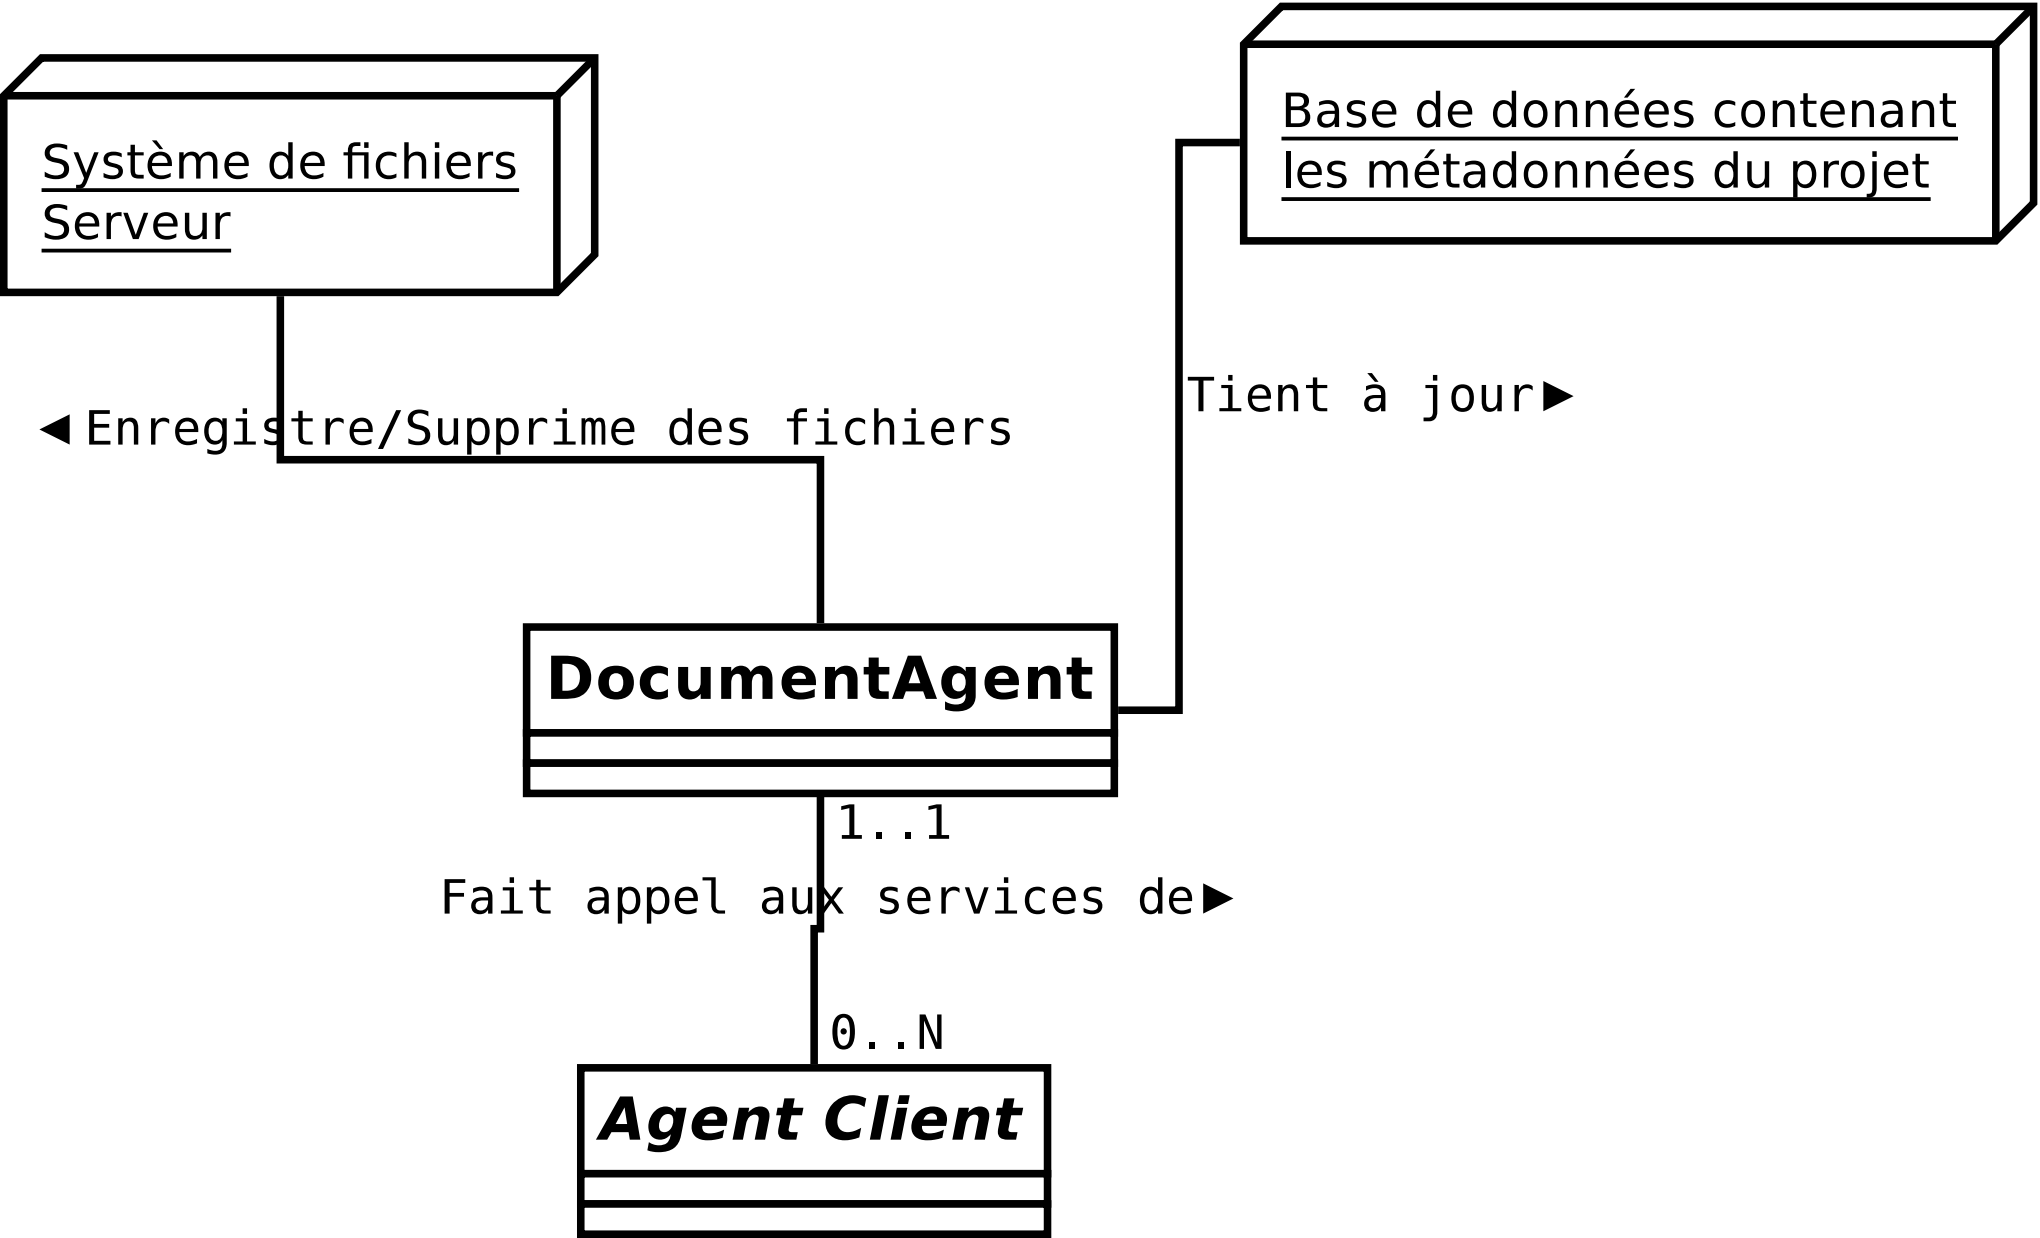 Base de données contenant
les métadonnées du projet
Système de fichiers
Serveur
Tient à jour▶
◀Enregistre/Supprime des fichiers
DocumentAgent
1..1
Fait appel aux services de▶
0..N
Agent Client